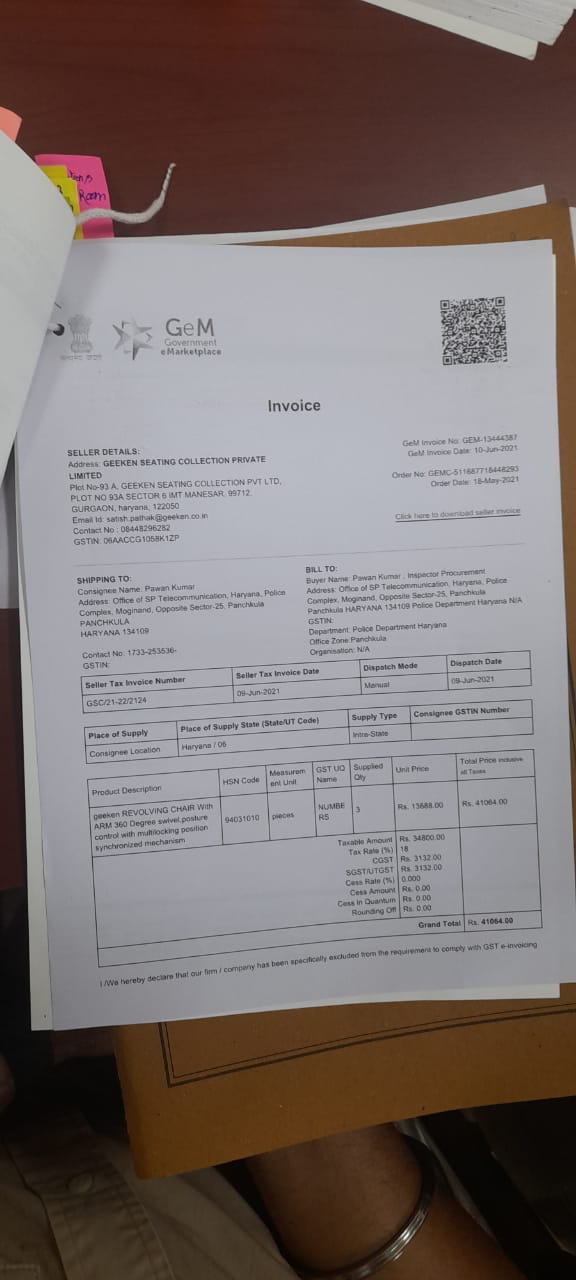 Room
GeM
Government
eMarketplace
सत्यमेव जयते
Invoice
SELLER DETAILS:
Address: GEEKEN SEATING COLLECTION PRIVATE
LIMITED
Plot No-93 A, GEEKEN SEATING COLLECTION PVT LTD,
PLOT NO 93A SECTOR 6 IMT MANESAR, 99712,
GURGAON, haryana, 122050
Email Id: satish.pathak@geeken.co.in
Contact No : 08448296282
GSTIN: 06AACCG1058K1ZP
GeM Invoice No: GEM-13444387
GeM Invoice Date: 10-Jun-2021
Order No: GEMC-511687718448293
Order Date: 18-May-2021
Click here to download seller invoice
SHIPPING TO:
Consignee Name: Pawan Kumar
Address: Office of SP Telecommunication, Haryana, Police
Complex, Moginand, Opposite Sector-25, Panchkula
PANCHKULA
HARYANA 134109
Contact No: 1733-253536-
GSTIN:
BILL TO:
Buyer Name: Pawan Kumar , Inspector Procurement
Address: Office of SP Telecommunication, Haryana, Police
Complex, Moginand, Opposite Sector-25, Panchkula
Panchkula HARYANA 134109 Police Department Haryana N/A
GSTIN:
Department: Police Department Haryana
Office Zone:Panchkula
Organisation: N/A
Seller Tax Invoice Number Seller Tax Invoice Date Dispatch Mode Dispatch Date
GSC/21-22/2124 09-Jun-2021 Manual 09-Jun-2021
Place of Supply Place of Supply State (State/UT Code) Supply Type Consignee GSTIN Number
Consignee Location Haryana / 06 Intra-State
Product Description HSN Code Measurem ent Unit GST UQ Name Supplied Qty Unit Price Total Price inclusive all Taxes
geeken REVOLVING CHAIR With
ARM 360 Degree swivel,posture
control with multilocking position
synchronized mechanism
94031010 pieces NUMBE RS 3 Rs. 13688.00 Rs. 41064.00
Taxable Amount Rs. 34800.00
Tax Rate (%) 18
CGST Rs. 3132.00
SGST/UTGST Rs. 3132.00
Cess Rate (%) 0.000
Cess Amount Rs. 0.00
Cess In Quantum Rs. 0.00
Rounding Off Rs. 0.00
Grand Total Rs. 41064.00
I /We hereby declare that our firm / company has been specifically excluded from the requirement to comply with GST e-invoicing